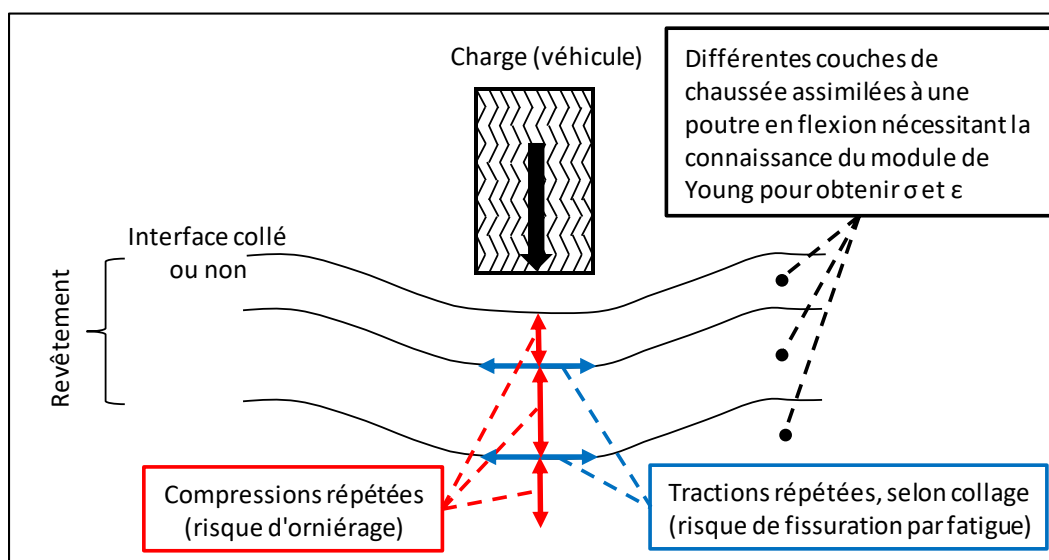 Charge (véhicule)
Différentes couches de
chaussée assimilées à une
poutre en flexion nécessitant la
connaissance du module de
Young pour obtenir σ et ε
Interface collé
ou non
Revêtement
Compressions répétées
(risque d'orniérage)
Tractions répétées, selon collage
(risque de fissuration par fatigue)